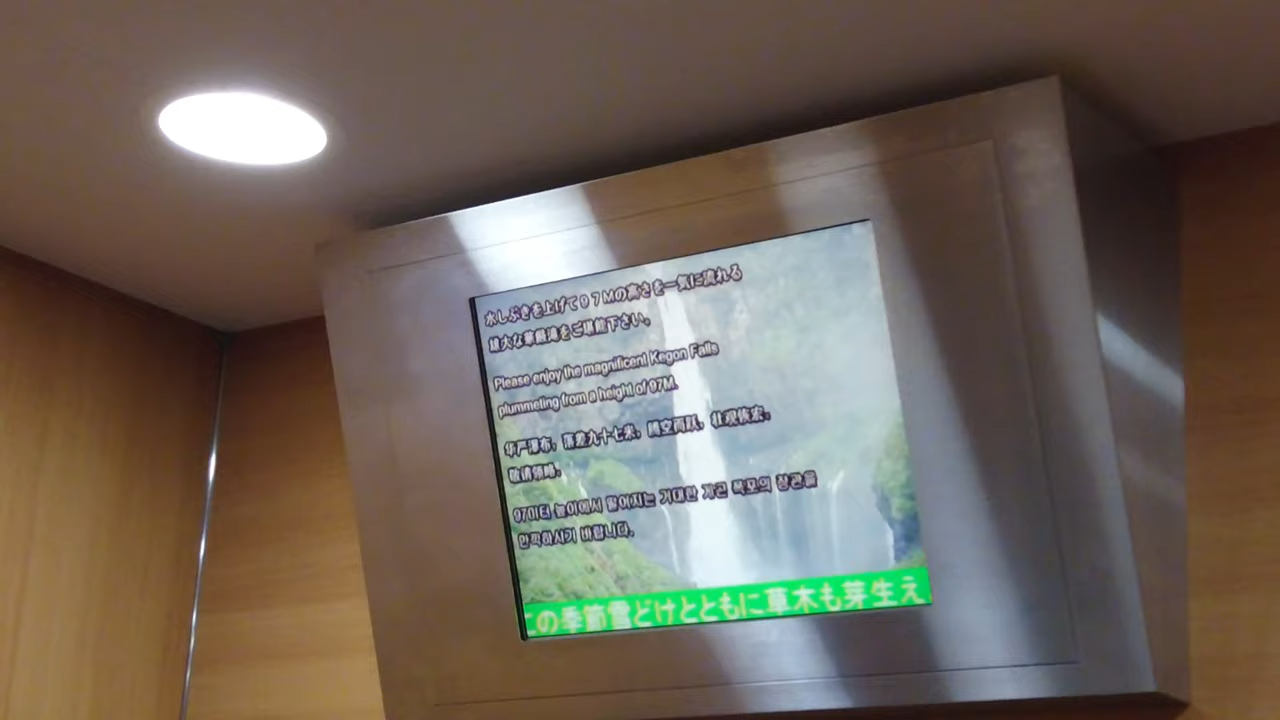 水しぶきを上げて９７Ｍの高さを一気に流れる
雄大な華厳滝をご堪能下さい。
Please enjoy the magnificent Kegon Falls
plummeting from a height of 97M.
华严瀑布，落差九十七米，腾空而跃，壮观恢宏，
敬请领略。
97미터 높이에서 떨어지는 거대한 게곤 폭포의 장관을
만끽하시기 바랍니다.
この季節雪どけとともに草木も芽生え